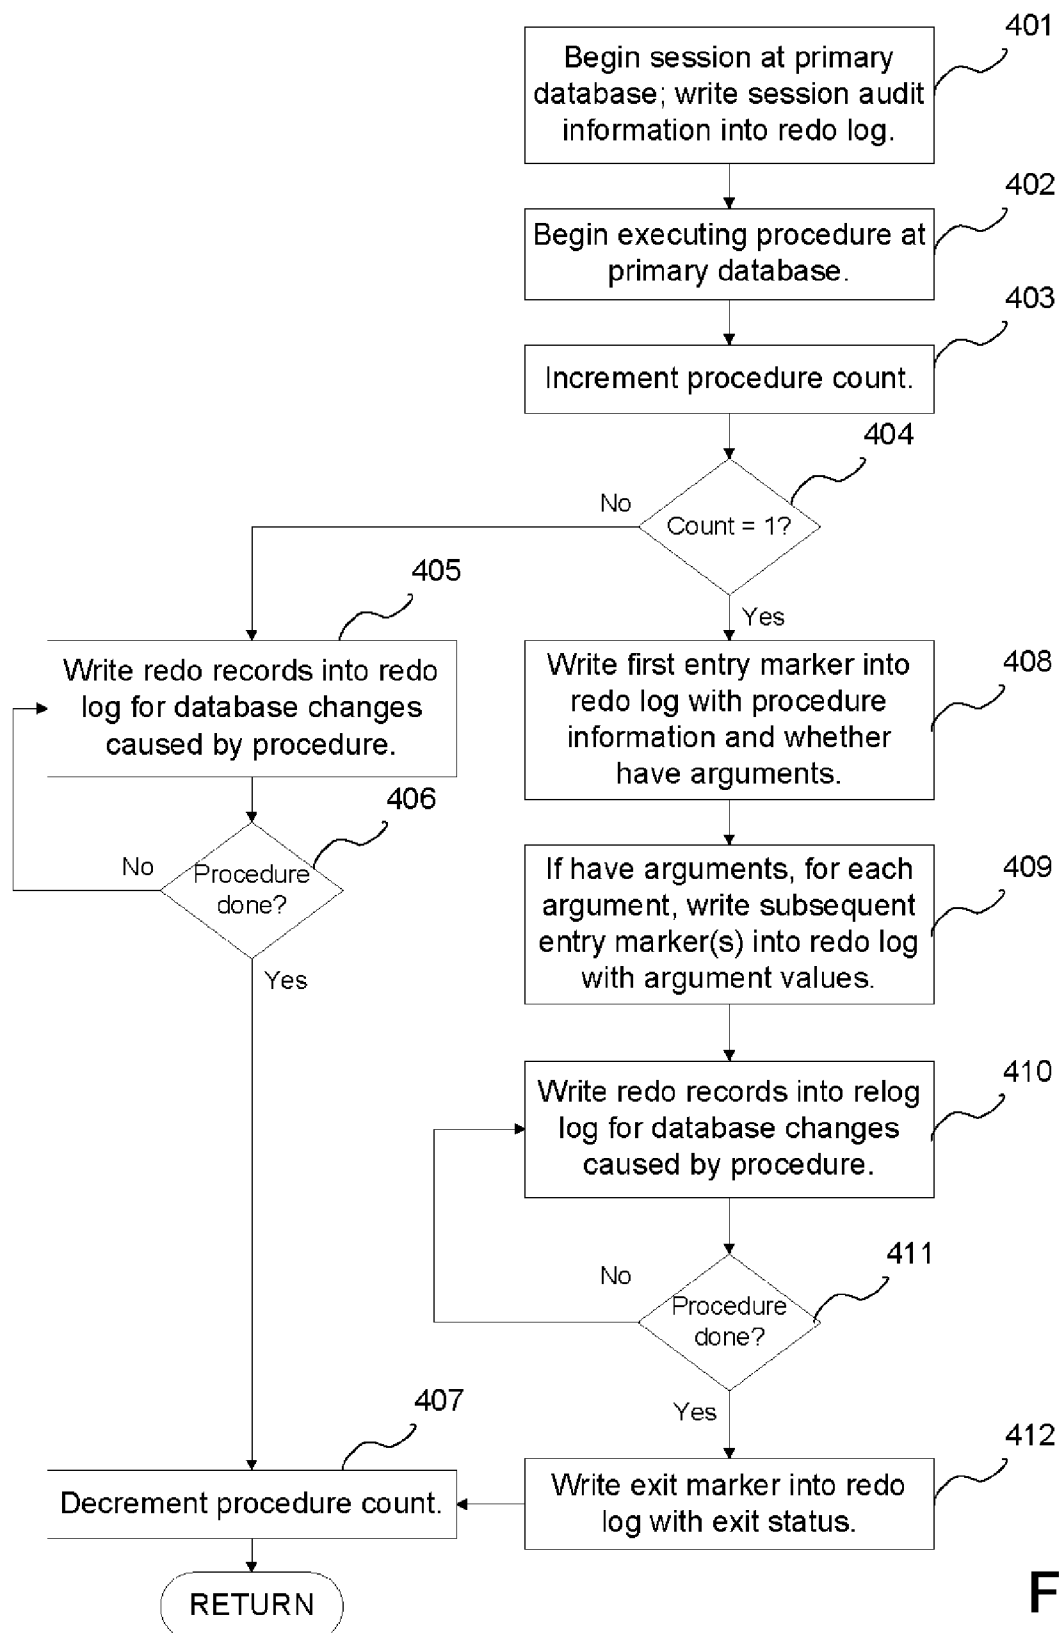 401
Begin session at primary
database; write session audit
information into redo log.
402
Begin executing procedure at
primary database.
403
Increment procedure count.
404
No
Count = 1?
Yes
405
Write redo records into redo
log for database changes
caused by procedure.
406
No
Procedure
done?
Yes
408
Write first entry marker into
redo log with procedure
information and whether
have arguments.
409
If have arguments, for each
argument, write subsequent
entry marker(s) into redo log
with argument values.
410
Write redo records into relog
log for database changes
caused by procedure.
411
No
Procedure
done?
Yes
412
Write exit marker into redo
log with exit status.
407
Decrement procedure count.
RETURN
F